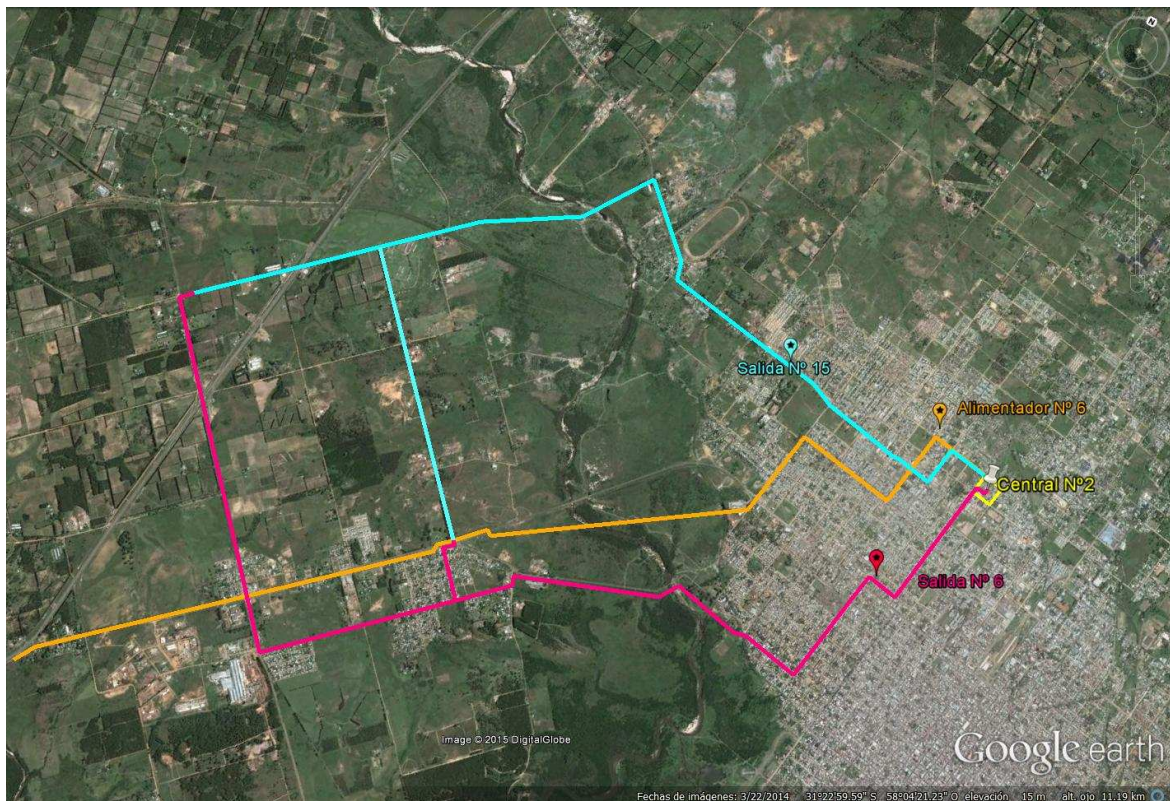 N
Salida Nº 15
Alimentador Nº 6
Central Nº2
Salida Nº 6
Image © 2015 DigitalGlobe
Google earth
Fechas de imágenes: 3/22/2014 31°22'59.59" S 58°04'21.23" O elevación 15 m alt. ojo 11.19 km